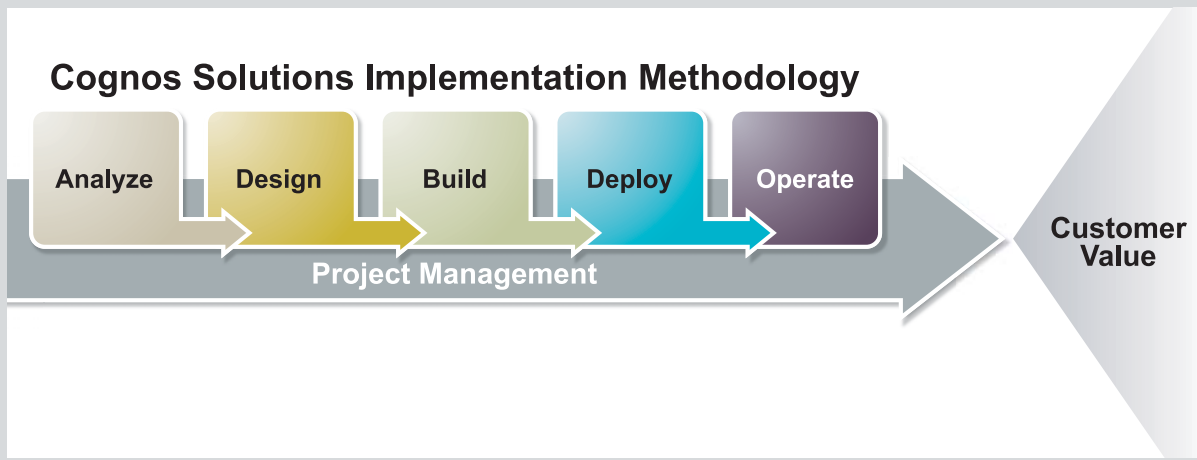 Cognos Solutions Implementation Methodology
Analyze
Design
Build
Deploy
Operate
Project Management
Customer
Value